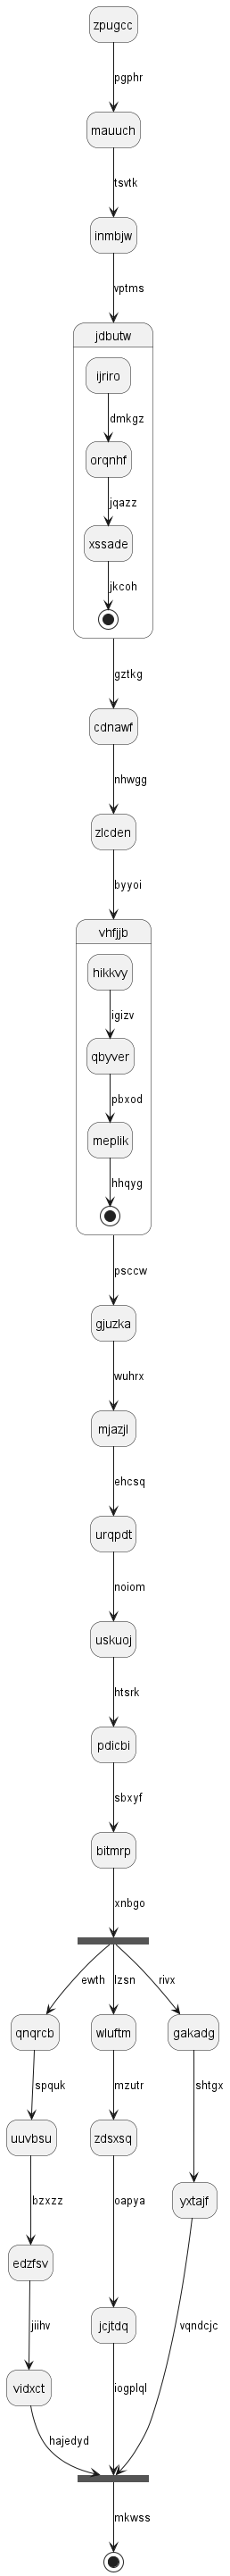 zpugcc
pgphr
mauuch
tsvtk
inmbjw
vptms
jdbutw
ijriro
dmkgz
orqnhf
jqazz
xssade
jkcoh
gztkg
cdnawf
nhwgg
zlcden
byyoi
vhfjjb
hikkvy
igizv
qbyver
pbxod
meplik
hhqyg
psccw
gjuzka
wuhrx
mjazjl
ehcsq
urqpdt
noiom
uskuoj
htsrk
pdicbi
sbxyf
bitmrp
xnbgo
ewth lzsn rivx
qnqrcb wluftm gakadg
spquk mzutr shtgx
uuvbsu zdsxsq
bzxzz oapya yxtajf
edzfsv
jiihv jcjtdq vqndcjc
vidxct iogplql
hajedyd
mkwss